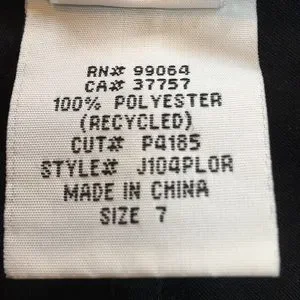 RN# 99064
CA# 37757
100% POLYESTER
(RECYCLED)
CUT# P4185
STYLE# J104PLOR
MADE IN CHINA
SIZE 7